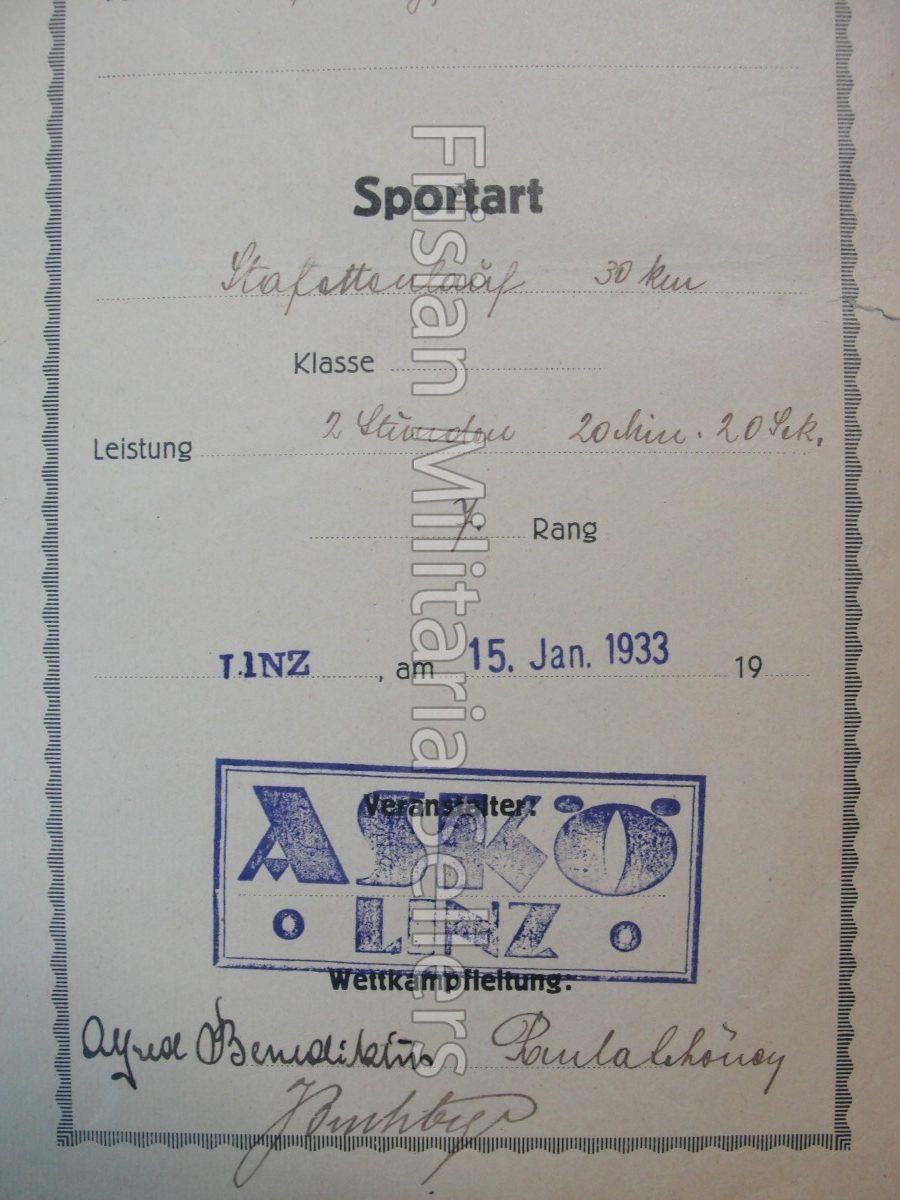 Sportart
Stafettenlauf 30 km
Klasse
Leistung 2 Stunden 20 Min. 20 Sek.
7. Rang
LINZ, am 15. Jan. 1933 19
Veranstalter:
ASKÖ
LINZ
Wettkampfleitung:
Alfred
Frisian Militaria Sellers